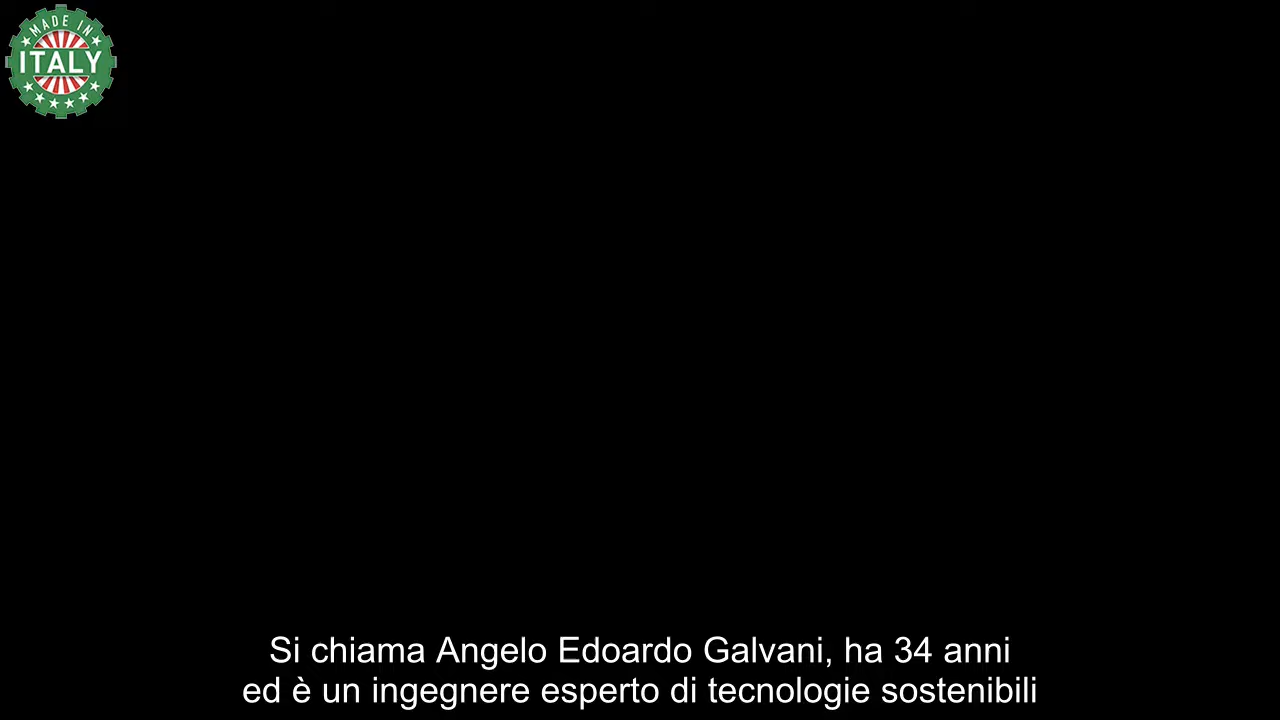 MADE IN
ITALY
Si chiama Angelo Edoardo Galvani, ha 34 anni
ed è un ingegnere esperto di tecnologie sostenibili